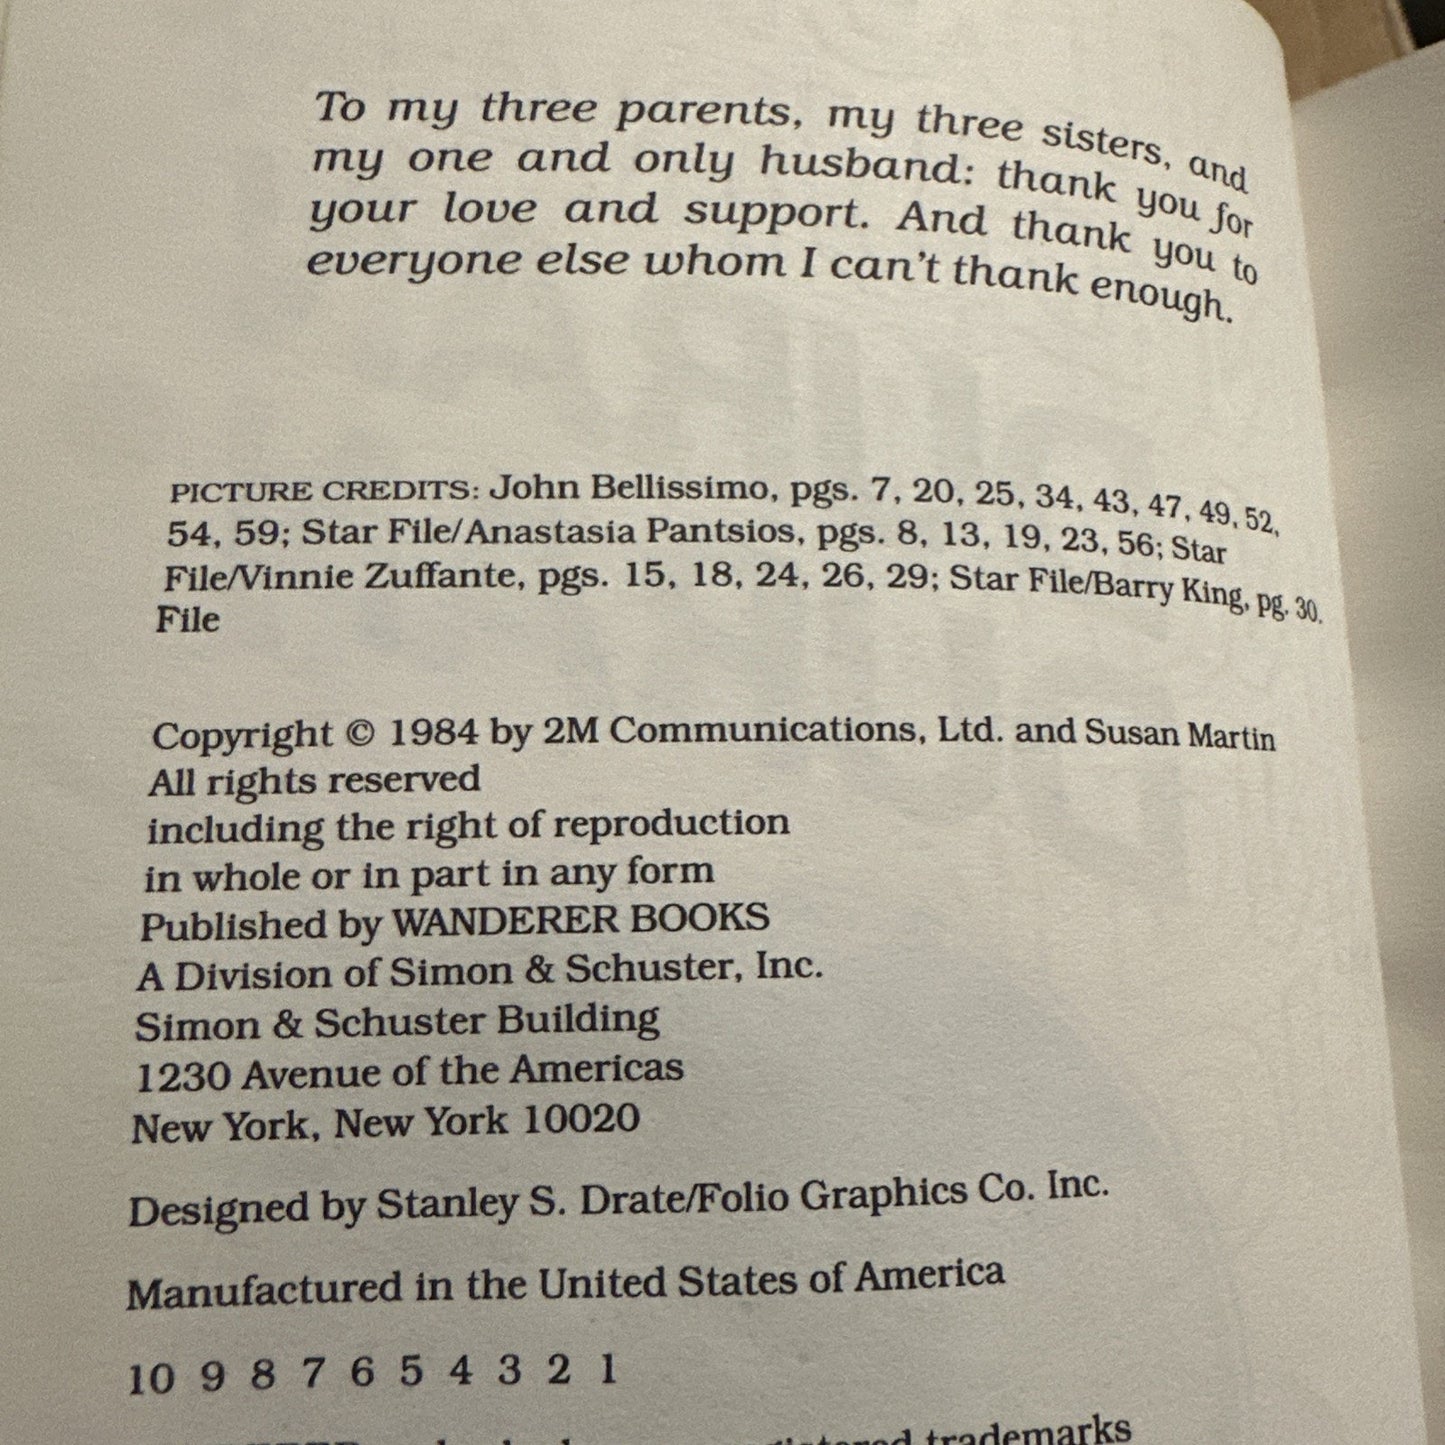 To my three parents, my three sisters, and
my one and only husband: thank you for
your love and support. And thank you to
everyone else whom I can't thank enough.
PICTURE CREDITS: John Bellissimo, pgs. 7, 20, 25, 34, 43, 47, 49, 52,
54, 59; Star File/Anastasia Pantsios, pgs. 8, 13, 19, 23, 56; Star
File/Vinnie Zuffante, pgs. 15, 18, 24, 26, 29; Star File/Barry King, pg. 30.
File
Copyright © 1984 by 2M Communications, Ltd. and Susan Martin
All rights reserved
including the right of reproduction
in whole or in part in any form
Published by WANDERER BOOKS
A Division of Simon & Schuster, Inc.
Simon & Schuster Building
1230 Avenue of the Americas
New York, New York 10020
Designed by Stanley S. Drate/Folio Graphics Co. Inc.
Manufactured in the United States of America
10 9 8 7 6 5 4 3 2 1
trademarks